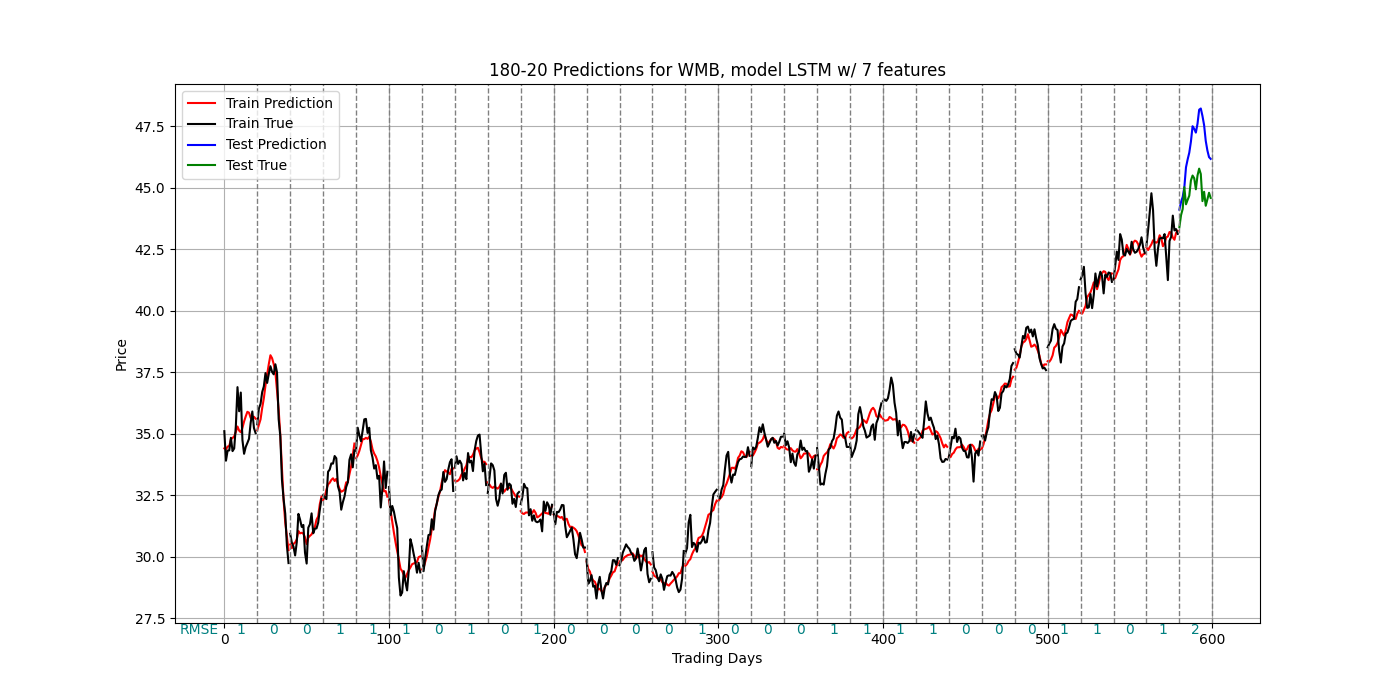 180-20 Predictions for WMB, model LSTM w/ 7 features
Train Prediction
Train True
Test Prediction
Test True
47.5
45.0
42.5
40.0
37.5
35.0
32.5
30.0
27.5
Price
RMSE 1 0 0 1 1 1 0 1 0 1 0 0 0 0 1 0 0 0 1 1 1 1 0 0 0 1 1 0 1 2
0 100 200 300 400 500 600
Trading Days